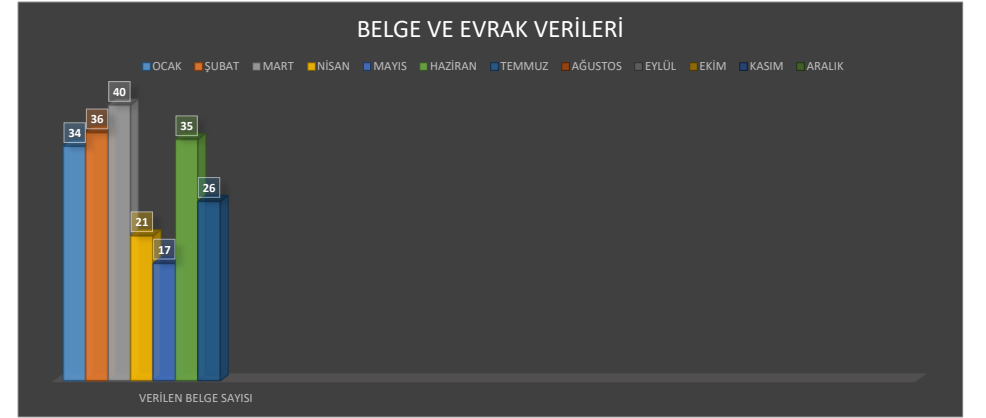 BELGE VE EVRAK VERİLERİ
OCAK ŞUBAT MART NİSAN MAYIS HAZİRAN TEMMUZ AĞUSTOS EYLÜL EKİM KASIM ARALIK
40
36
34
35
26
21
17
VERİLEN BELGE SAYISI